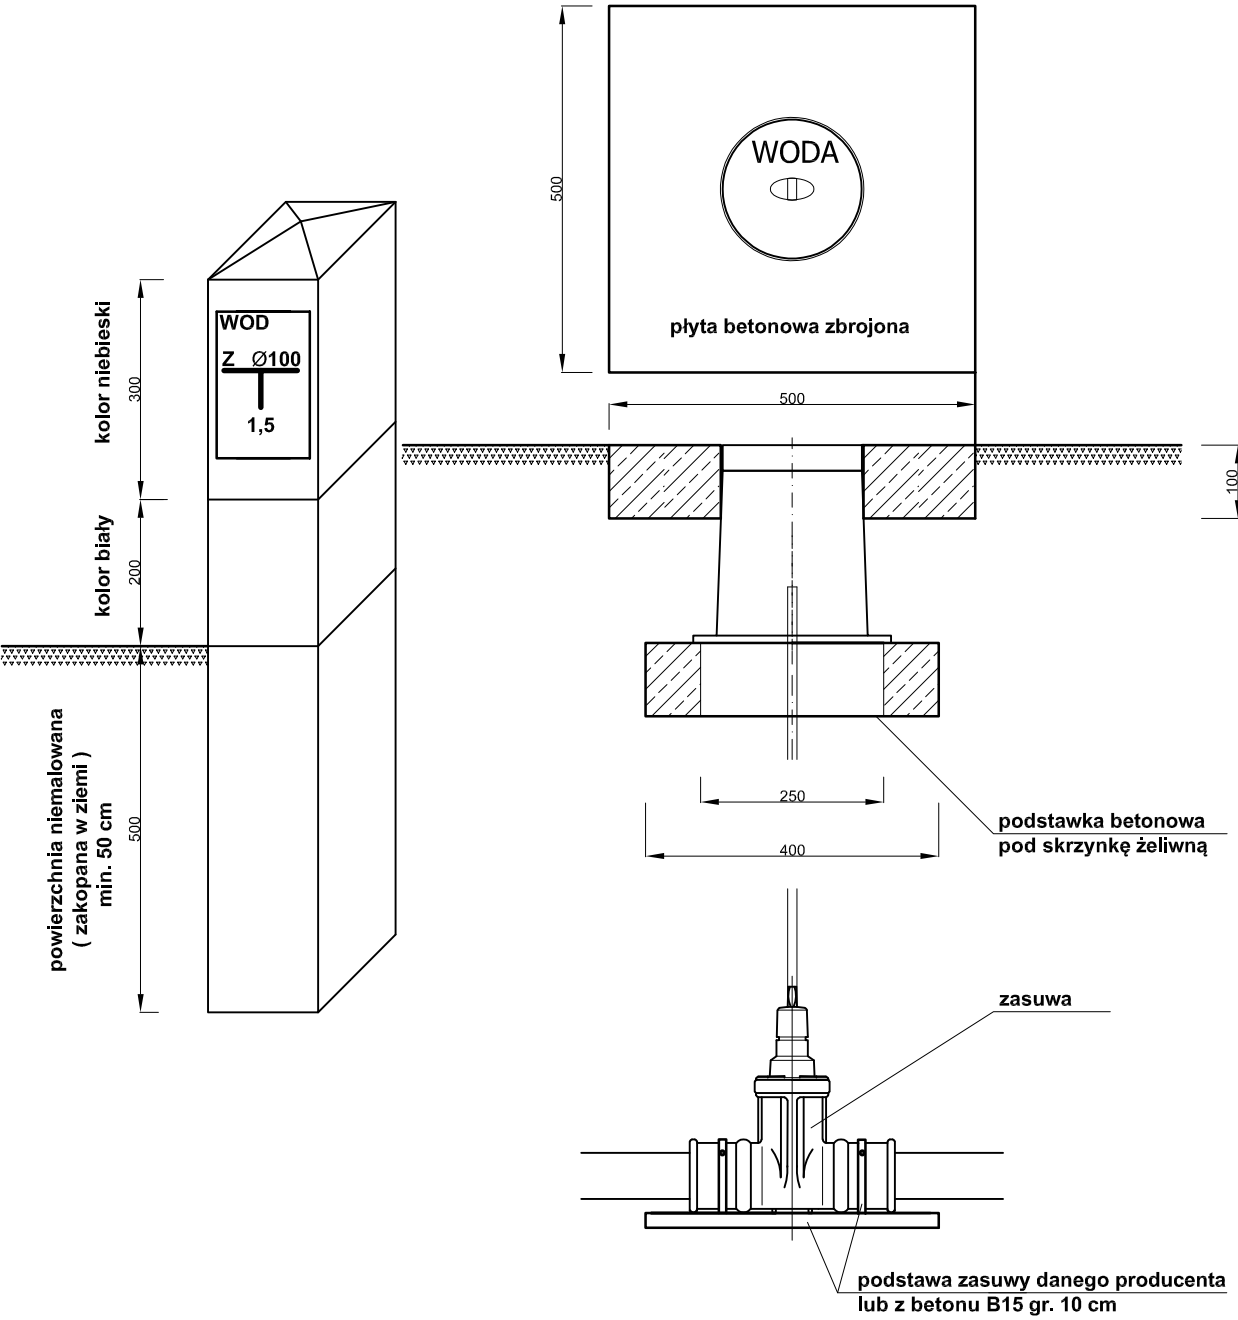 500
WODA
płyta betonowa zbrojona
500
100
kolor niebieski
300
WOD
Z Ø100
1,5
kolor biały
200
powierzchnia niemalowana
( zakopana w ziemi )
min. 50 cm
500
250
400
podstawka betonowa
pod skrzynkę żeliwną
zasuwa
podstawa zasuwy danego producenta
lub z betonu B15 gr. 10 cm